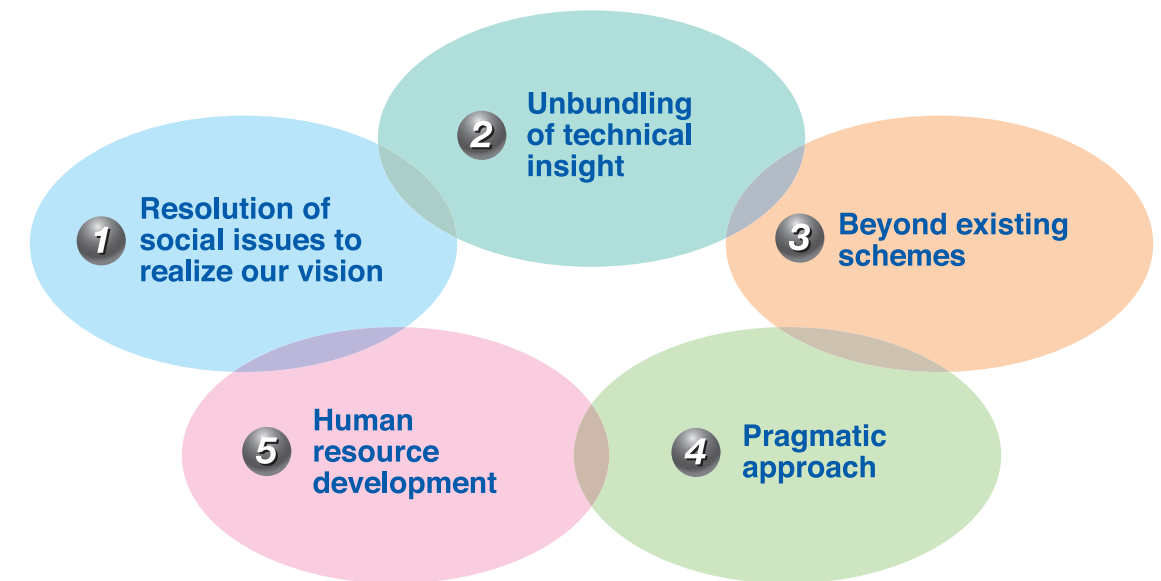 1
Resolution of
social issues to
realize our vision
2
Unbundling
of technical
insight
3
Beyond existing
schemes
4
Pragmatic
approach
5
Human
resource
development